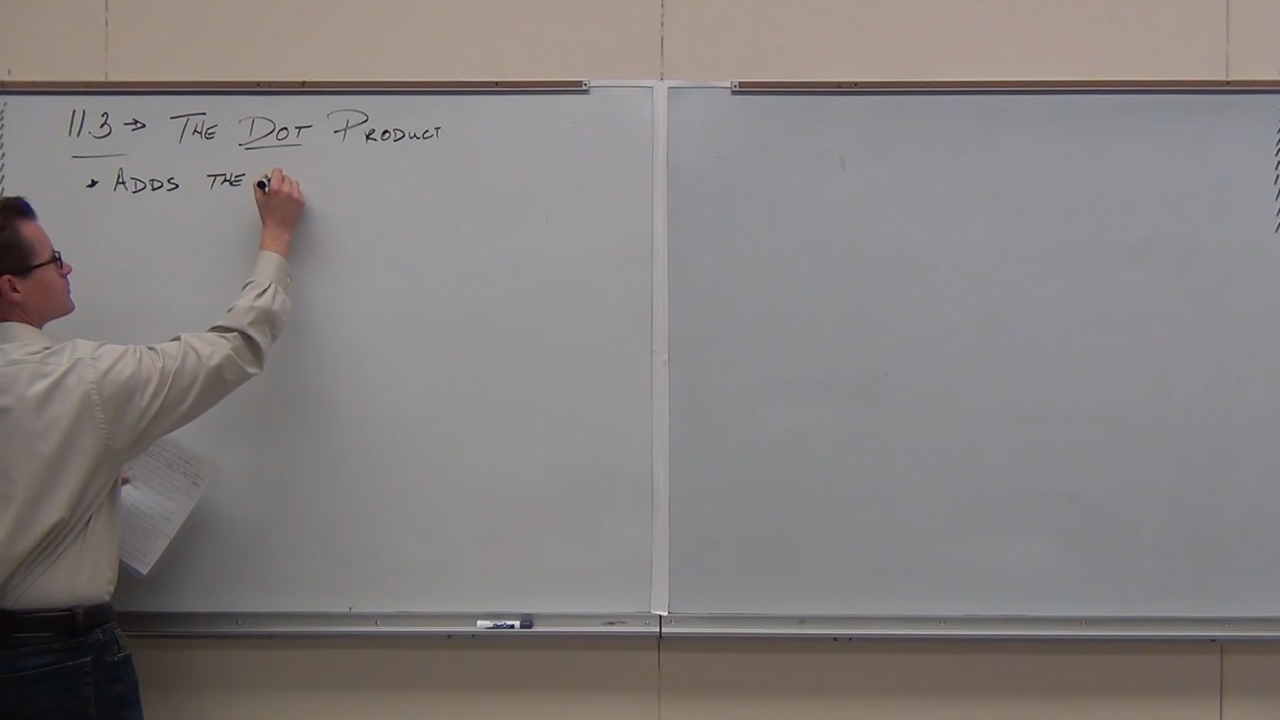 11.3 → THE DOT PRODUCT
• ADDS THE